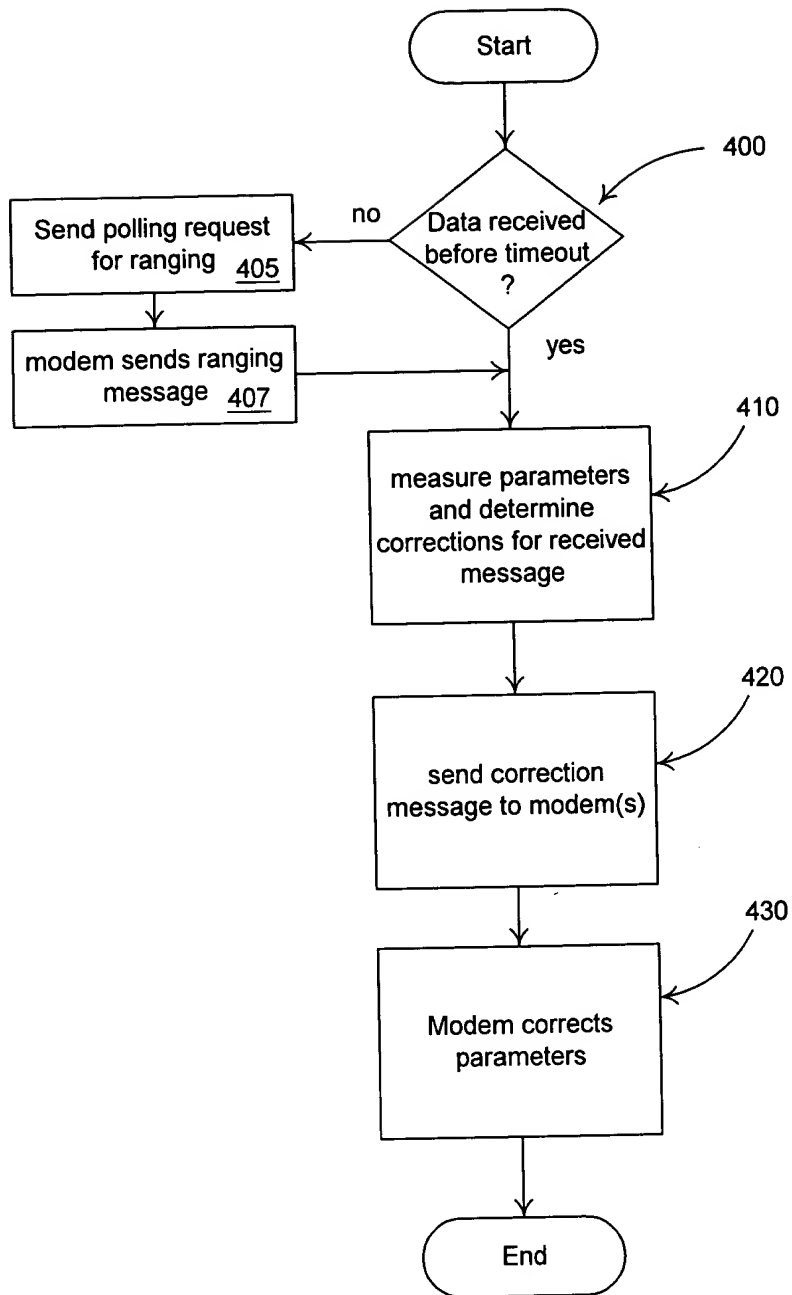 Start
400
Data received
before timeout
?
no
Send polling request
for ranging 405
modem sends ranging
message 407
yes
410
measure parameters
and determine
corrections for received
message
420
send correction
message to modem(s)
430
Modem corrects
parameters
End